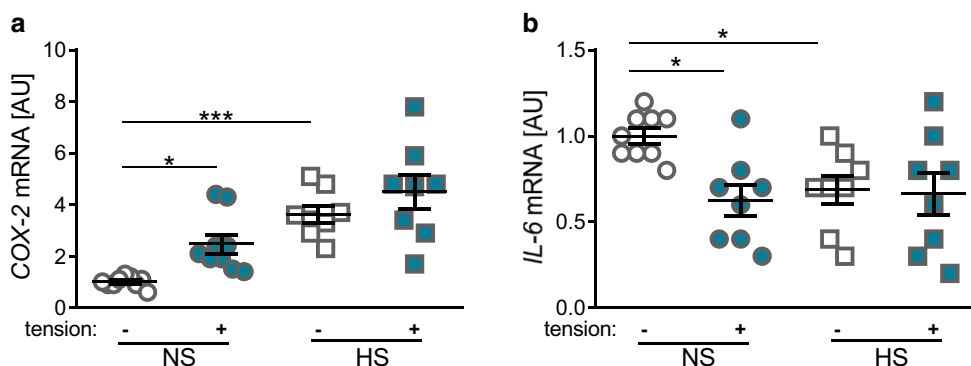 a
10
8
6
4
2
0
COX-2 mRNA [AU]
***
*
tension: - + - +
NS HS
b
1.5
1.0
0.5
0.0
IL-6 mRNA [AU]
*
*
tension: - + - +
NS HS